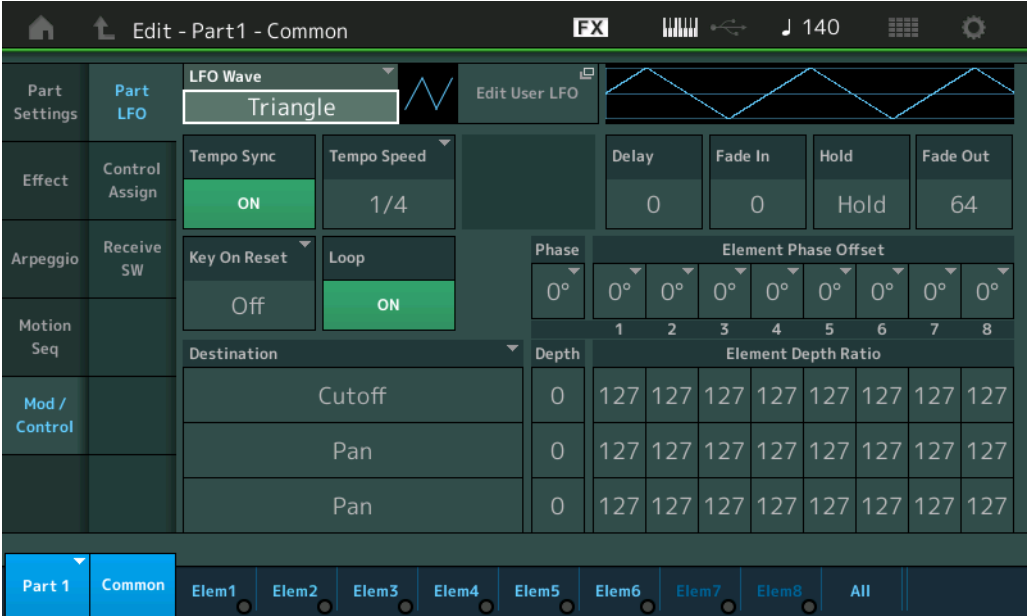 Edit - Part1 - Common
FX
♩ 140
Part
Settings
Effect
Arpeggio
Motion
Seq
Mod /
Control
Part
LFO
Control
Assign
Receive
SW
LFO Wave
Triangle
Edit User LFO
Tempo Sync
ON
Tempo Speed
1/4
Delay
0
Fade In
0
Hold
Hold
Fade Out
64
Key On Reset
Off
Loop
ON
Phase
0°
Element Phase Offset
0° 0° 0° 0° 0° 0° 0° 0°
1 2 3 4 5 6 7 8
Destination
Depth
Element Depth Ratio
Cutoff 0 127 127 127 127 127 127 127 127
Pan 0 127 127 127 127 127 127 127 127
Pan 0 127 127 127 127 127 127 127 127
Part 1
Common
Elem1 Elem2 Elem3 Elem4 Elem5 Elem6 Elem7 Elem8 All